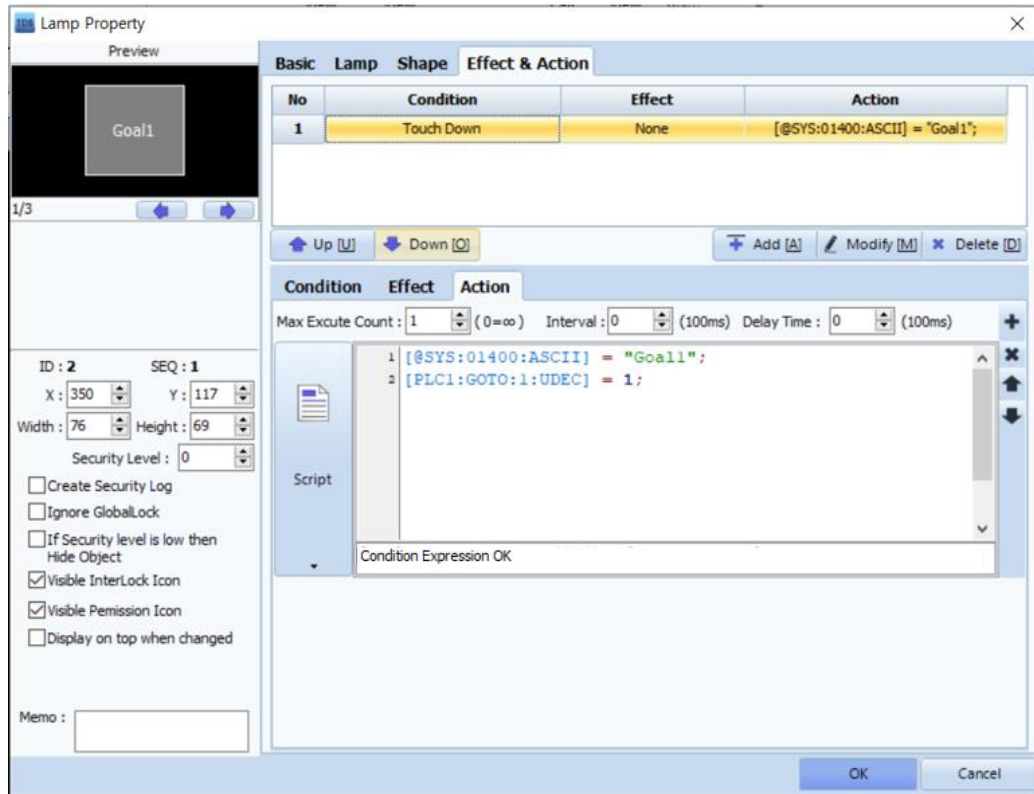 Lamp Property
Preview
Goal1
1/3
ID : 2 SEQ : 1
X : 350 Y : 117
Width : 76 Height : 69
Security Level : 0
Create Security Log
Ignore GlobalLock
If Security level is low then
Hide Object
Visible InterLock Icon
Visible Pemission Icon
Display on top when changed
Memo :
Basic Lamp Shape Effect & Action
No Condition Effect Action
1 Touch Down None [@SYS:01400:ASCII] = "Goal1";
Up [U] Down [O] Add [A] Modify [M] Delete [D]
Condition Effect Action
Max Excute Count : 1 ( 0=∞ ) Interval : 0 (100ms) Delay Time : 0 (100ms)
Script
1 [@SYS:01400:ASCII] = "Goal1";
2 [PLC1:GOTO:1:UDEC] = 1;
Condition Expression OK
OK Cancel